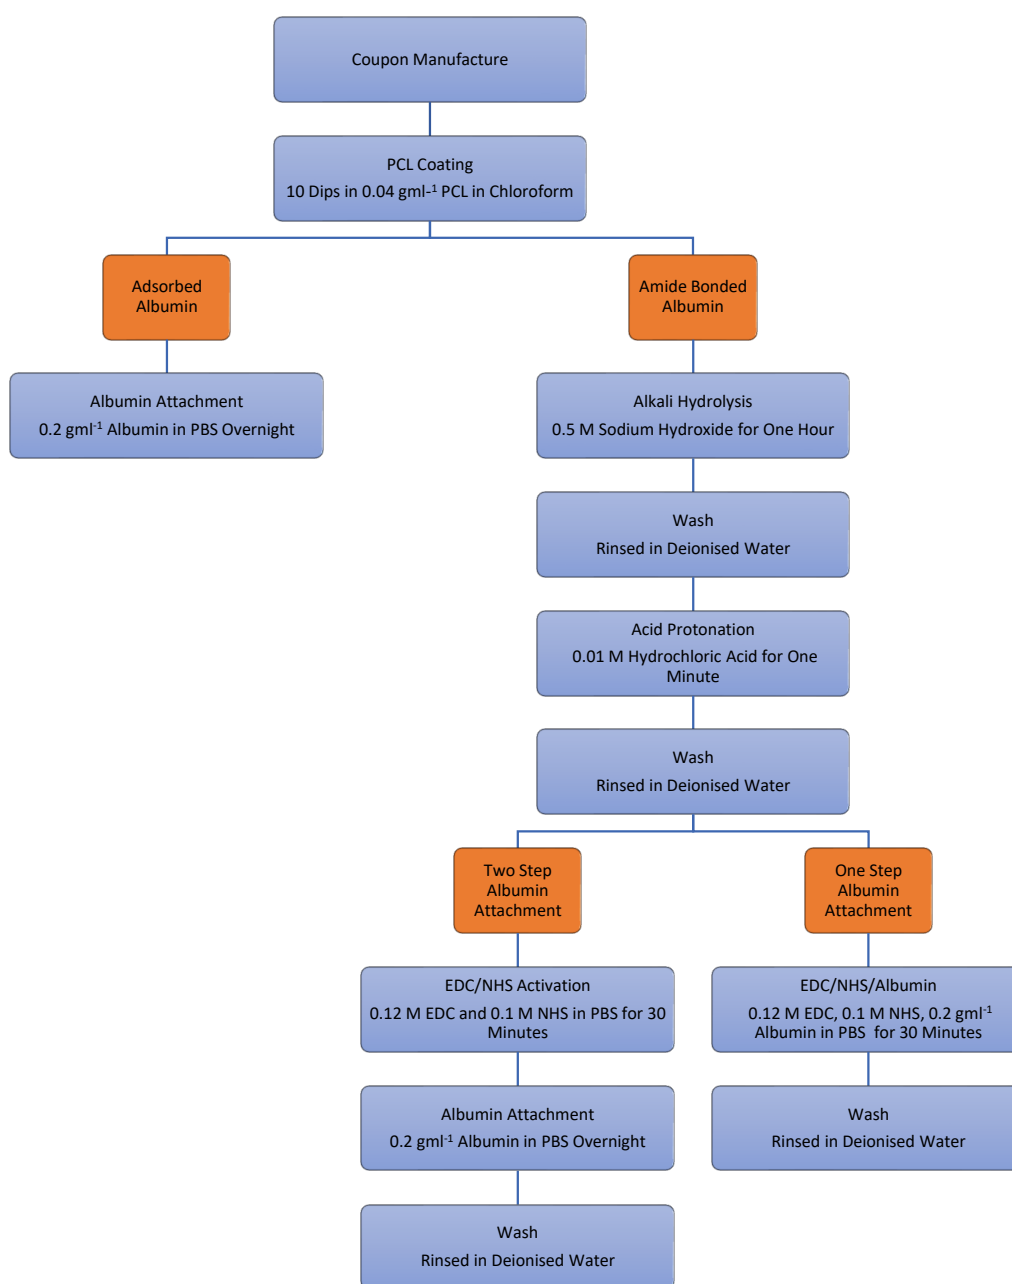 Coupon Manufacture
PCL Coating
10 Dips in 0.04 gml⁻¹ PCL in Chloroform
Adsorbed
Albumin
Amide Bonded
Albumin
Albumin Attachment
0.2 gml⁻¹ Albumin in PBS Overnight
Alkali Hydrolysis
0.5 M Sodium Hydroxide for One Hour
Wash
Rinsed in Deionised Water
Acid Protonation
0.01 M Hydrochloric Acid for One
Minute
Wash
Rinsed in Deionised Water
Two Step
Albumin
Attachment
One Step
Albumin
Attachment
EDC/NHS Activation
0.12 M EDC and 0.1 M NHS in PBS for 30
Minutes
EDC/NHS/Albumin
0.12 M EDC, 0.1 M NHS, 0.2 gml⁻¹
Albumin in PBS for 30 Minutes
Albumin Attachment
0.2 gml⁻¹ Albumin in PBS Overnight
Wash
Rinsed in Deionised Water
Wash
Rinsed in Deionised Water